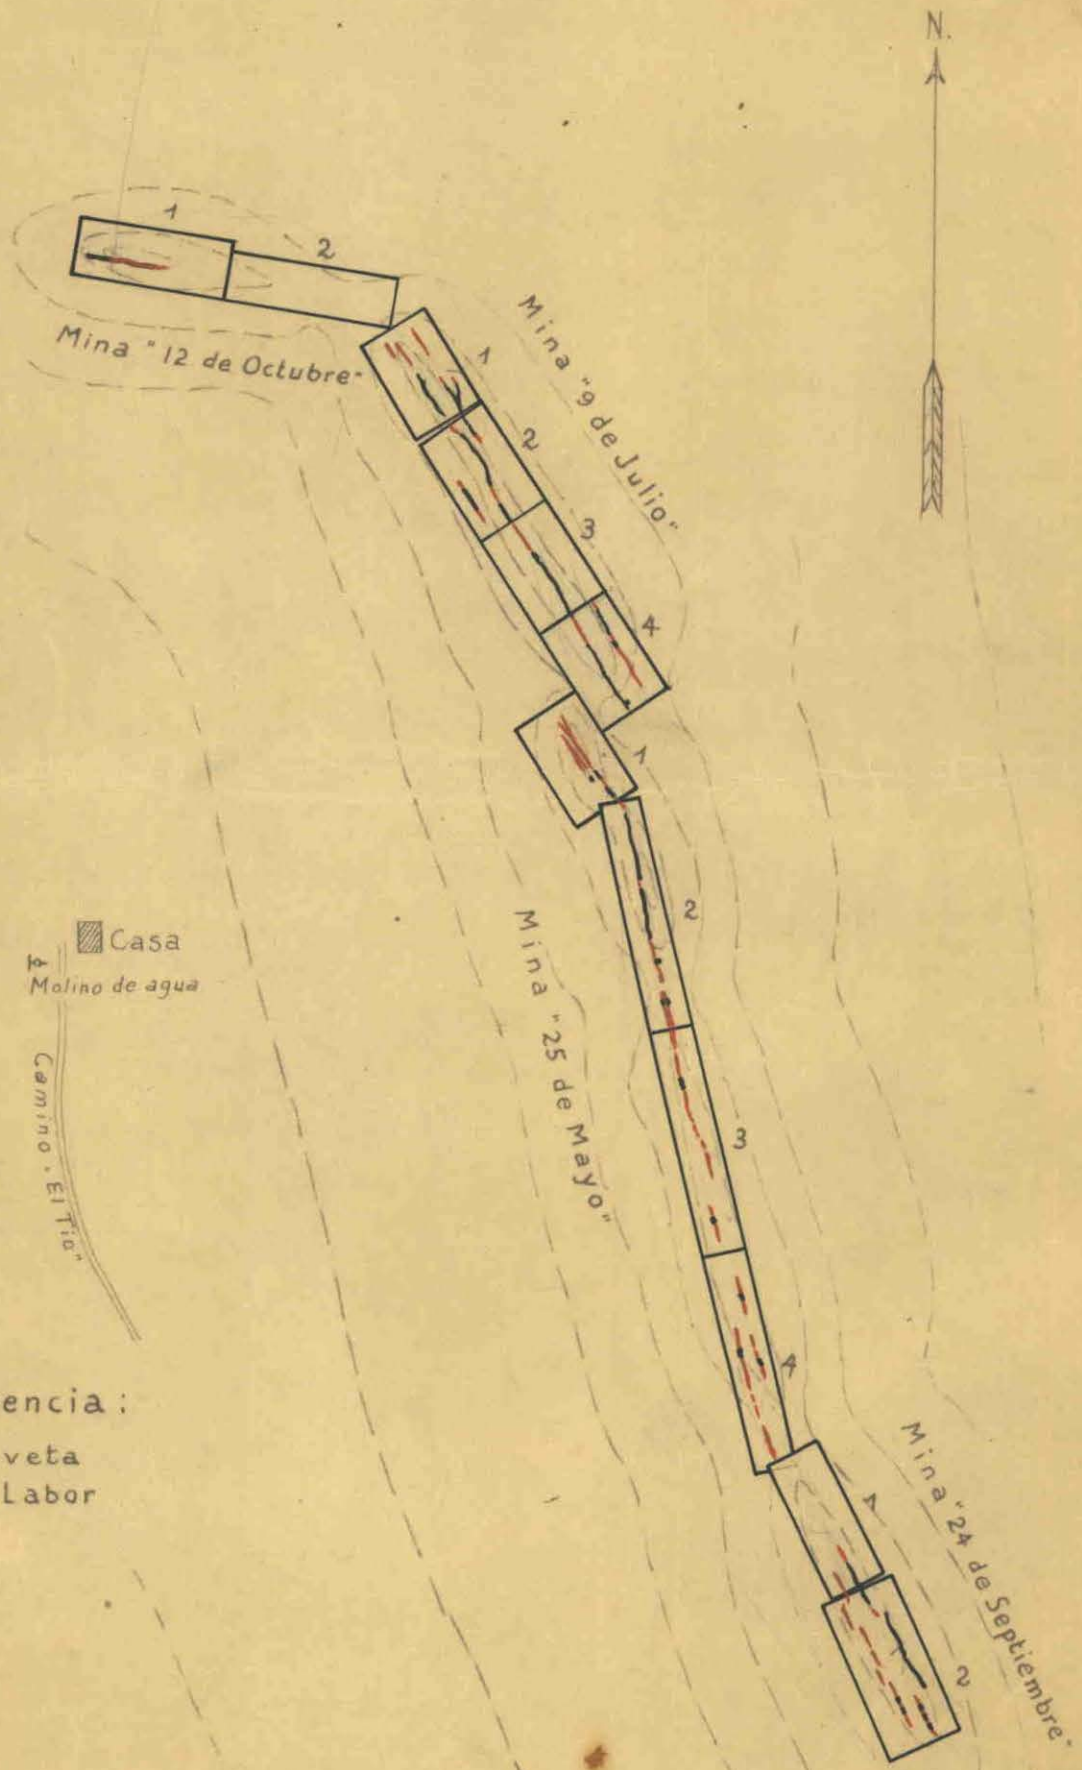 N.
1
2
Mina "12 de Octubre"
Mina "9 de Julio"
1
2
3
4
Mina "25 de Mayo"
1
2
3
4
Casa
Molino de agua
Camino . El Tio"
encia :
veta
Labor
Mina "24 de Septiembre"
1
2